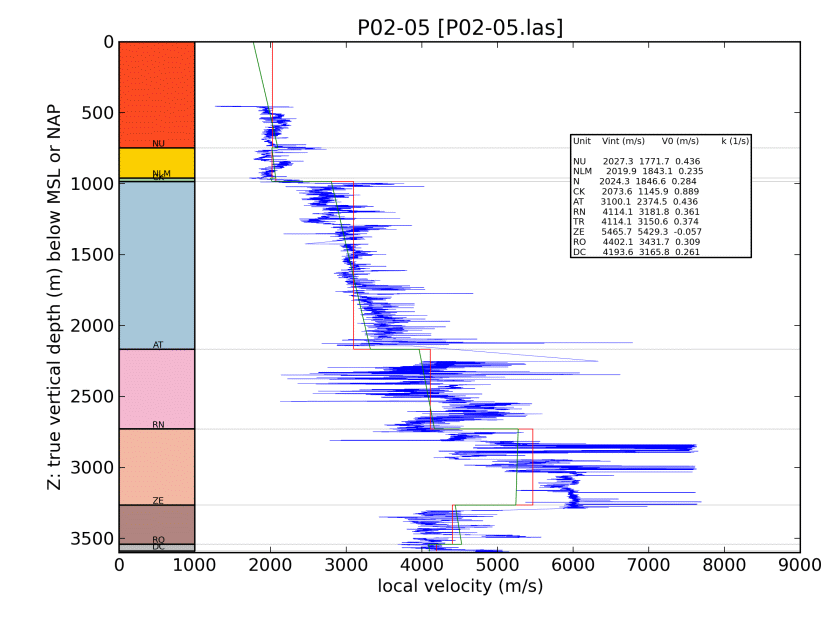 P02-05 [P02-05.las]
Z: true vertical depth (m) below MSL or NAP
0
500
1000
1500
2000
2500
3000
3500
NU
NLM
CK
AT
RN
ZE
RO
DC
Unit Vint (m/s) V0 (m/s) k (1/s)
NU 2027.3 1771.7 0.436
NLM 2019.9 1843.1 0.235
N 2024.3 1846.6 0.284
CK 2073.6 1145.9 0.889
AT 3100.1 2374.5 0.436
RN 4114.1 3181.8 0.361
TR 4114.1 3150.6 0.374
ZE 5465.7 5429.3 -0.057
RO 4402.1 3431.7 0.309
DC 4193.6 3165.8 0.261
0 1000 2000 3000 4000 5000 6000 7000 8000 9000
local velocity (m/s)